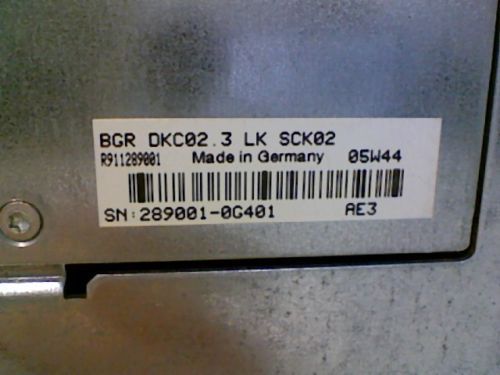 BGR DKC02.3 LK SCK02
R911289001 Made in Germany 05W44
SN:289001-0G401 AE3